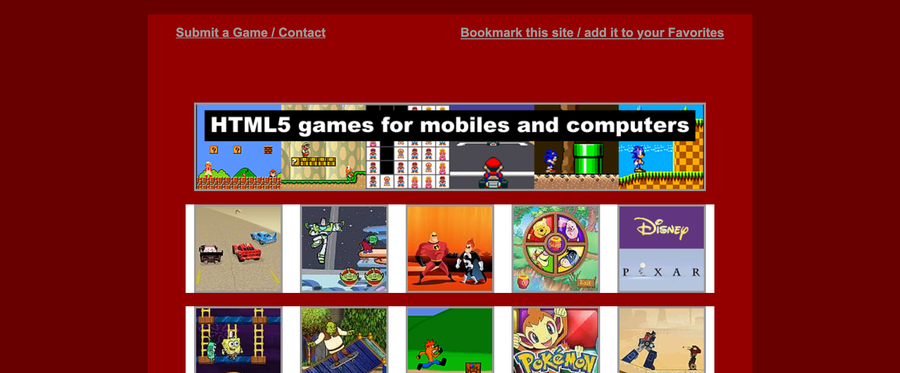 Submit a Game / Contact
Bookmark this site / add it to your Favorites
HTML5 games for mobiles and computers
Disney
PIXAR
POKéMON